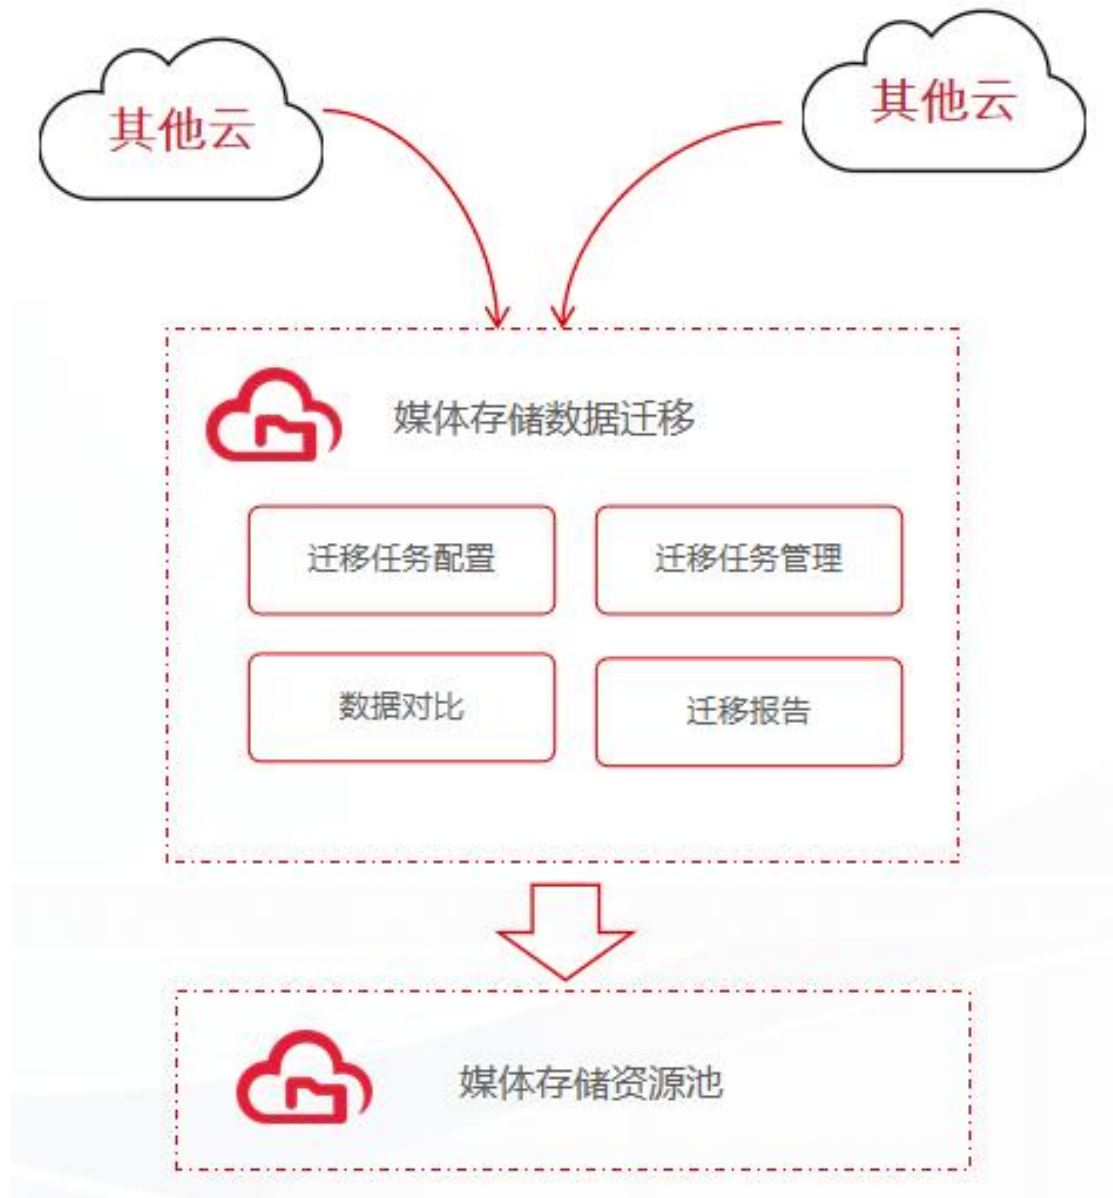 其他云
其他云
媒体存储数据迁移
迁移任务配置
迁移任务管理
数据对比
迁移报告
媒体存储资源池